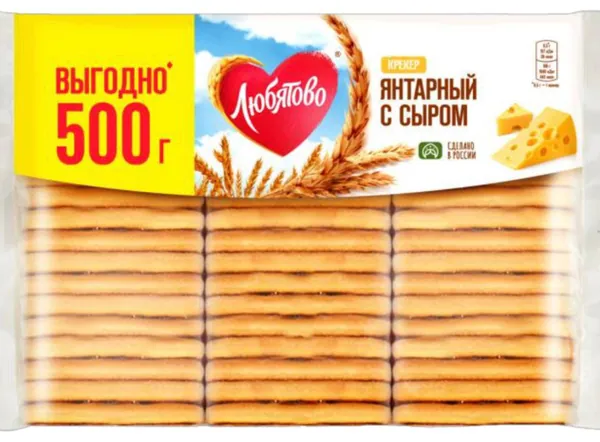 ВЫГОДНО*
500 г
Любятово®
КРЕКЕР
ЯНТАРНЫЙ
С СЫРОМ
СДЕЛАНО
В РОССИИ